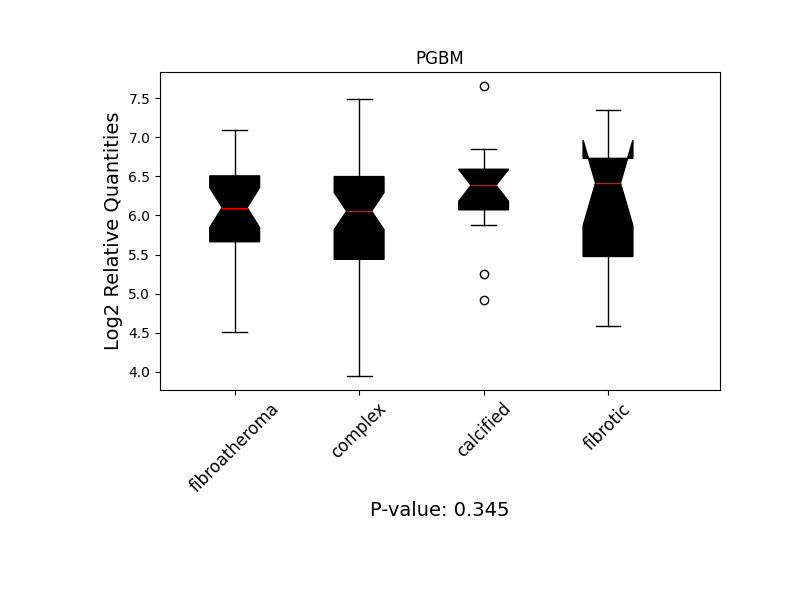 PGBM
Log2 Relative Quantities
7.5
7.0
6.5
6.0
5.5
5.0
4.5
4.0
fibroatheroma
complex
calcified
fibrotic
P-value: 0.345